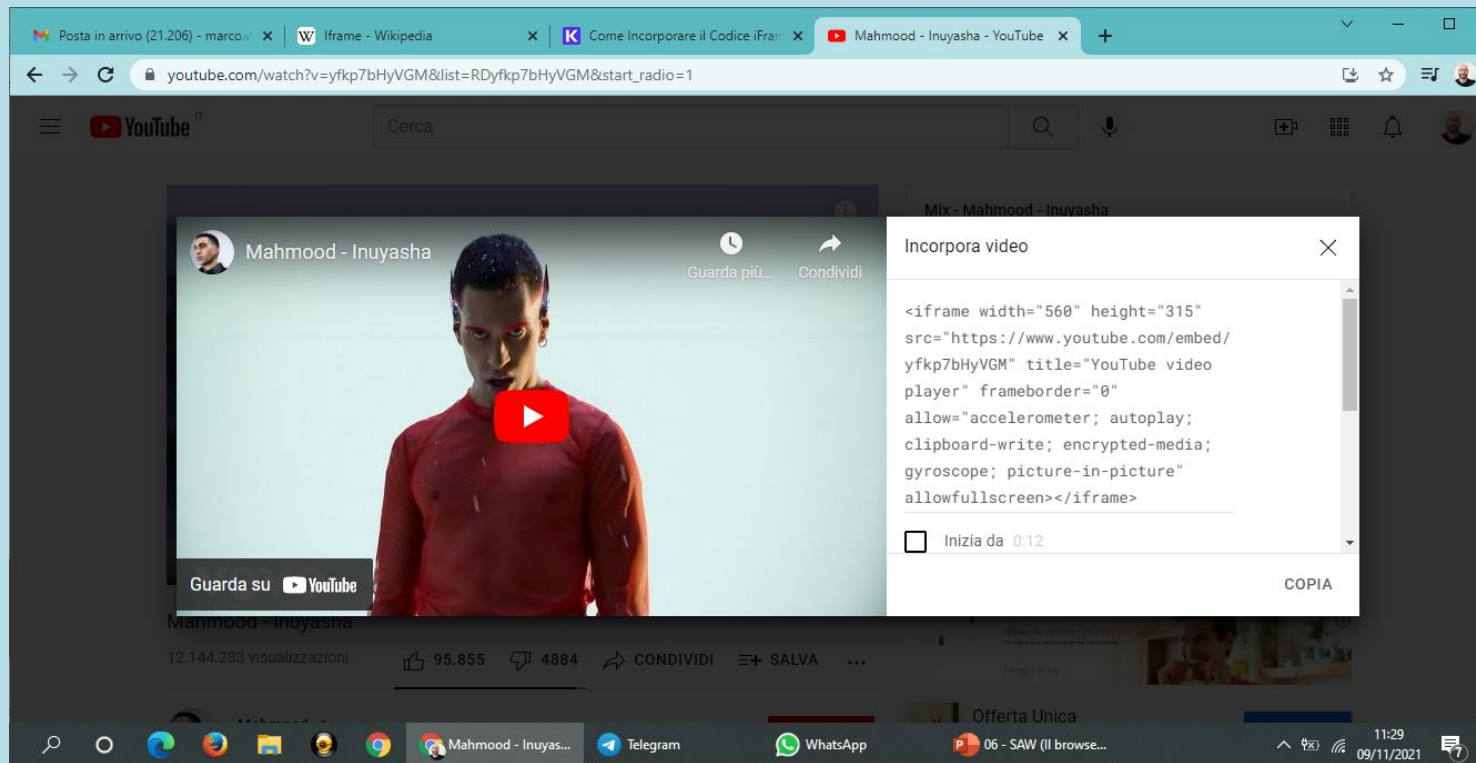 Posta in arrivo (21.206) - marco.v
Iframe - Wikipedia
Come Incorporare il Codice iFram
Mahmood - Inuyasha - YouTube
youtube.com/watch?v=yfkp7bHyVGM&list=RDyfkp7bHyVGM&start_radio=1
YouTube IT
Cerca
Mix - Mahmood - Inuyasha
Mahmood - Inuyasha
Guarda più...
Condividi
Incorpora video
<iframe width="560" height="315"
src="https://www.youtube.com/embed/
yfkp7bHyVGM" title="YouTube video
player" frameborder="0"
allow="accelerometer; autoplay;
clipboard-write; encrypted-media;
gyroscope; picture-in-picture"
allowfullscreen></iframe>
Inizia da 0:12
Guarda su YouTube
COPIA
Mahmood - Inuyasha
12.144.283 visualizzazioni
95.855
4884
CONDIVIDI
SALVA
Mahmood
Offerta Unica
Mahmood - Inuyas...
Telegram
WhatsApp
06 - SAW (Il browse...
11:29
09/11/2021
7